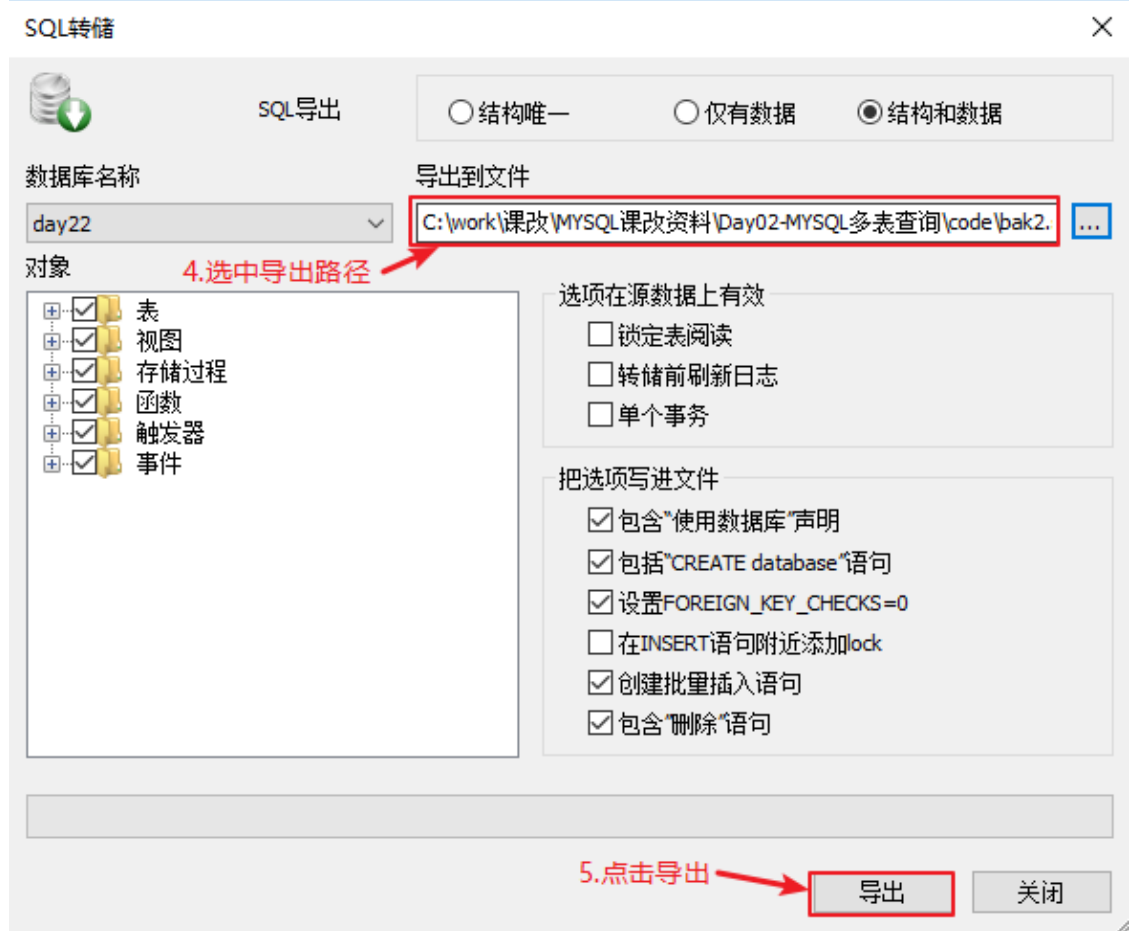 SQL转储
SQL导出
结构唯一
仅有数据
结构和数据
数据库名称
导出到文件
day22
C:\work\课改\MYSQL课改资料\Day02-MYSQL多表查询\code\bak2.
...
对象
4.选中导出路径
表
视图
存储过程
函数
触发器
事件
选项在源数据上有效
锁定表阅读
转储前刷新日志
单个事务
把选项写进文件
包含"使用数据库"声明
包括"CREATE database"语句
设置FOREIGN_KEY_CHECKS=0
在INSERT语句附近添加lock
创建批量插入语句
包含"删除"语句
5.点击导出
导出
关闭